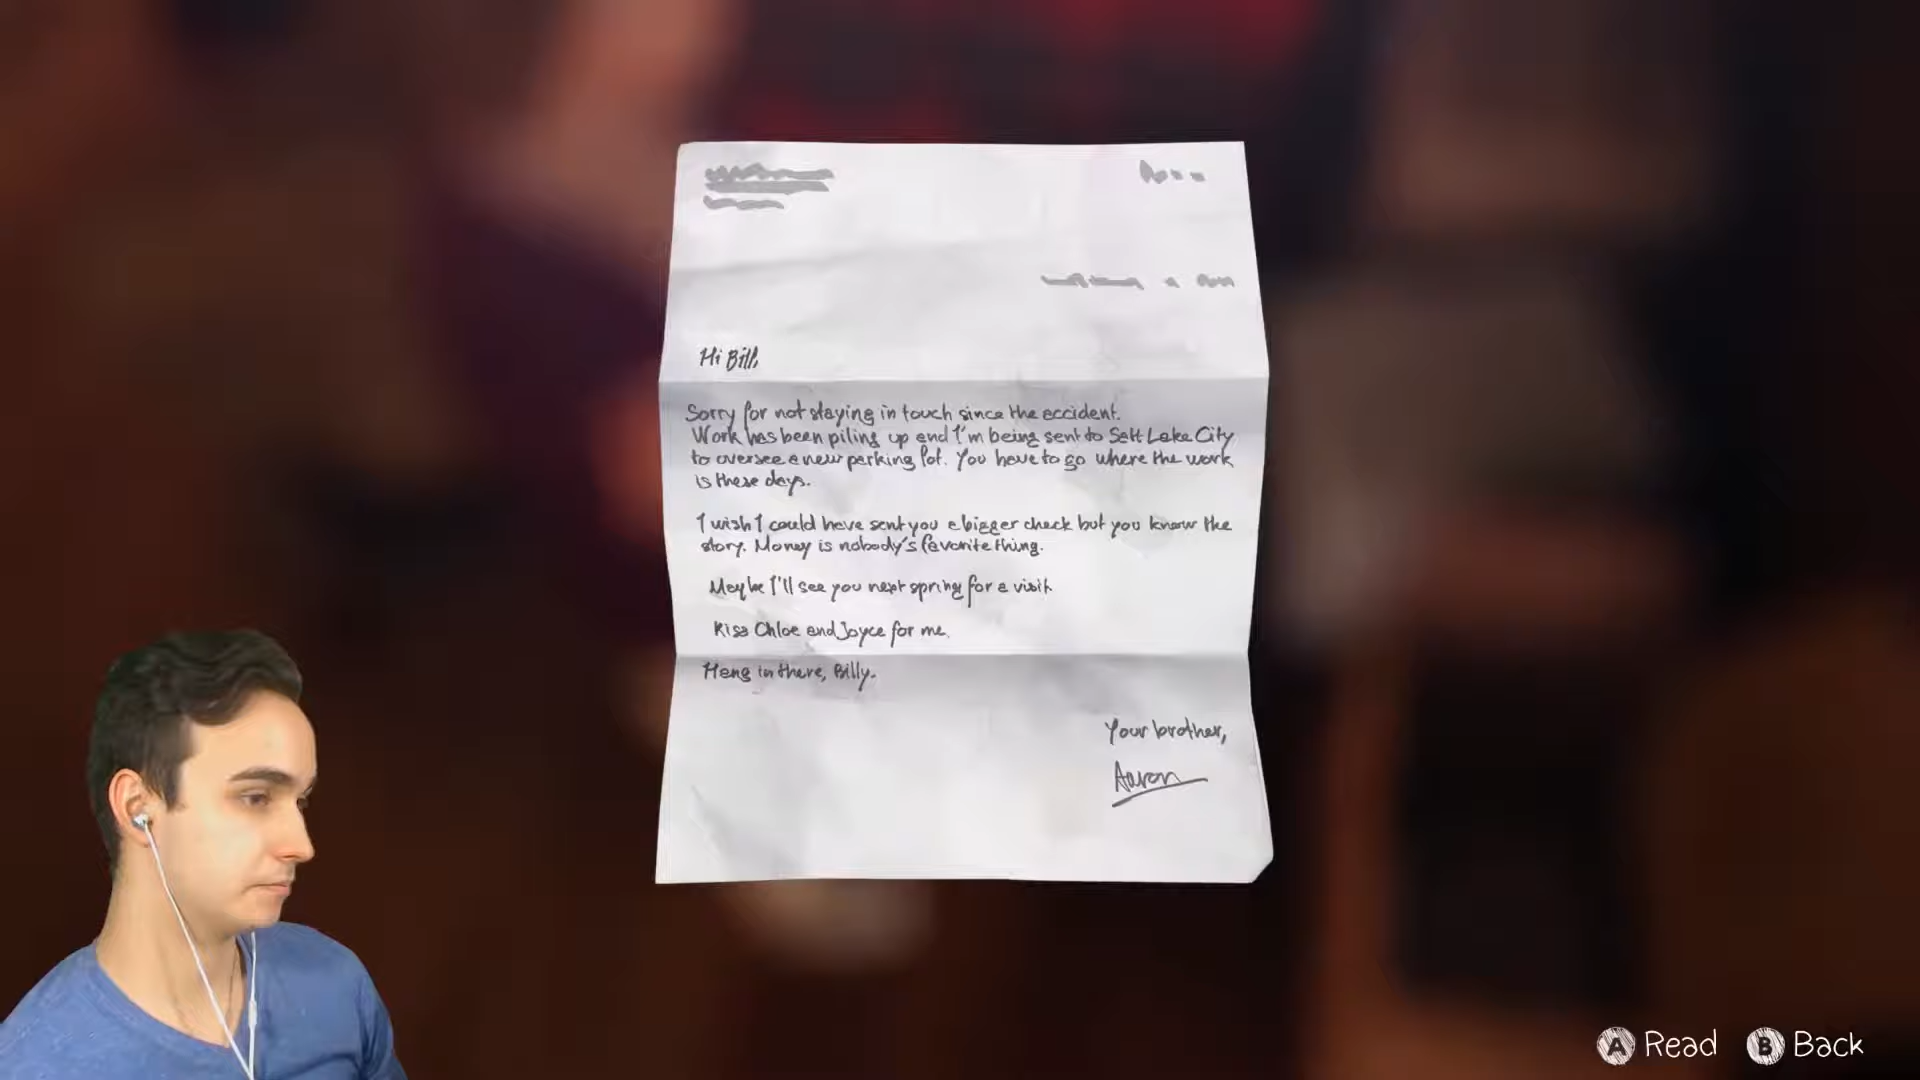 Hi Bill,
Sorry for not staying in touch since the accident.
Work has been piling up and I'm being sent to Salt Lake City
to oversee a new parking lot. You have to go where the work
is these days.
I wish I could have sent you a bigger check but you know the
story. Money is nobody's favorite thing.
Maybe I'll see you next spring for a visit.
Kiss Chloe and Joyce for me.
Hang in there, Billy.
Your brother,
Aaron
A Read B Back